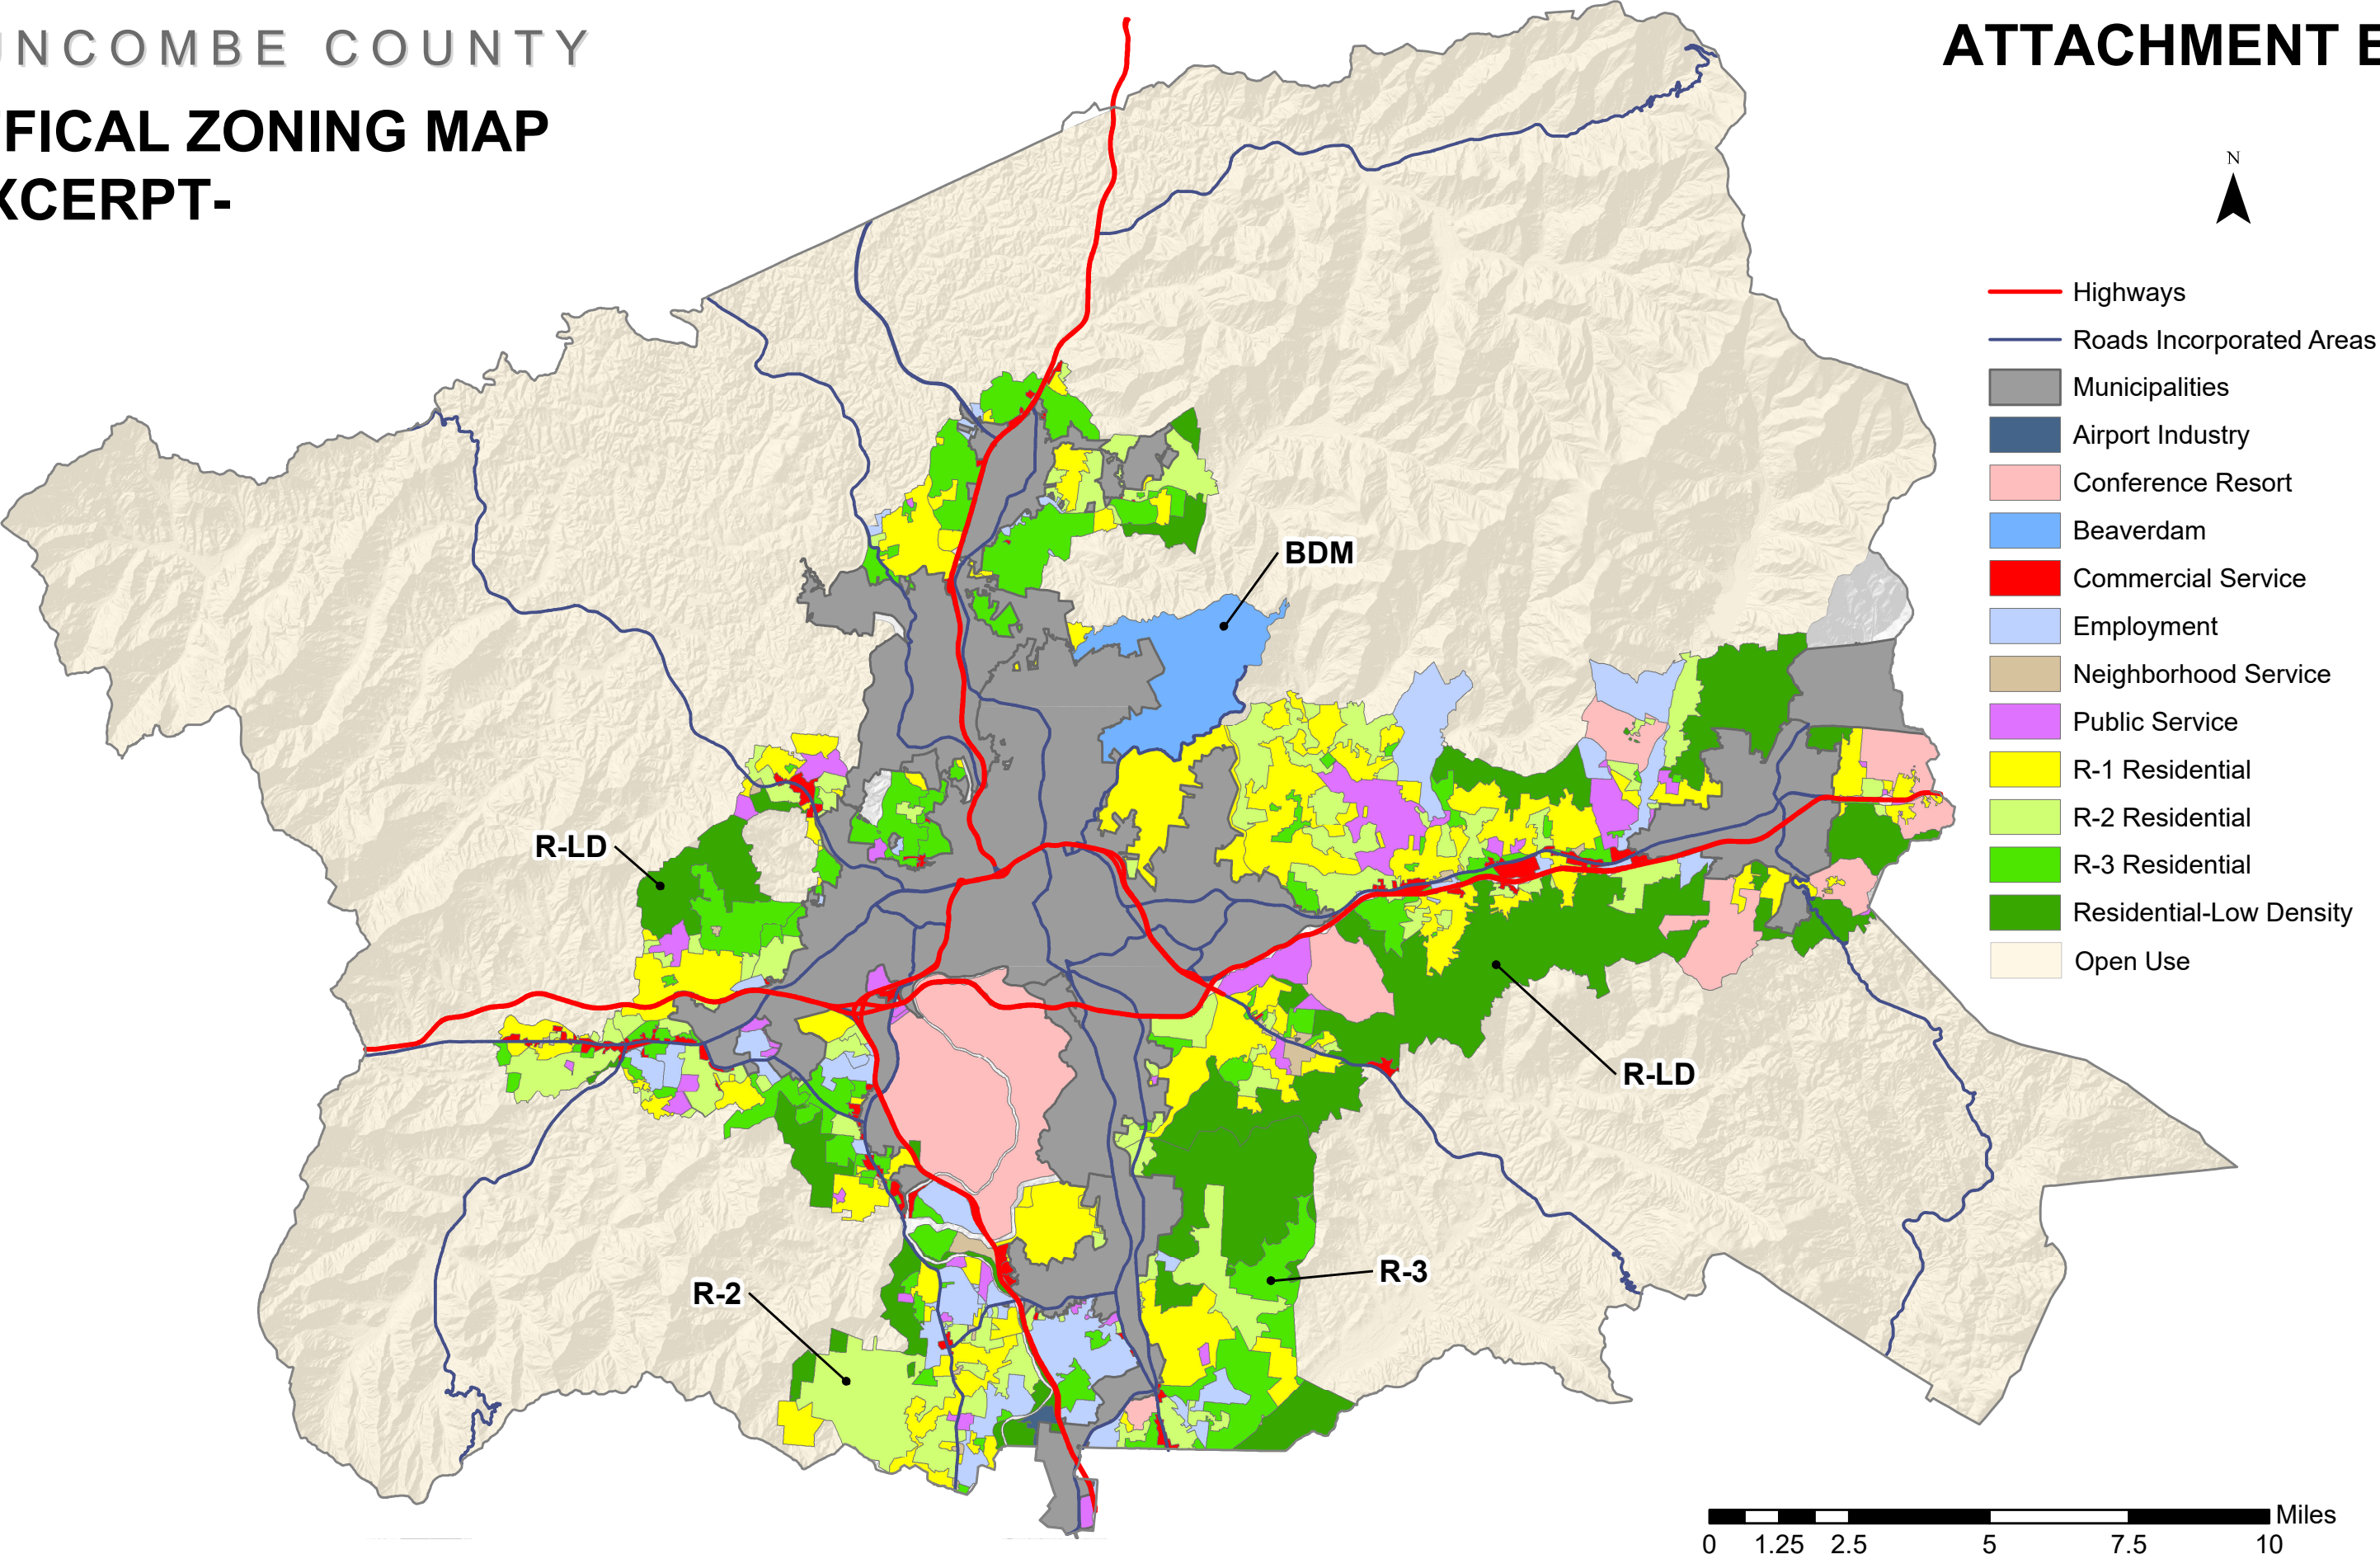 UNCOMBE COUNTY
FFICAL ZONING MAP
XCERPT-
ATTACHMENT E
N
Highways
Roads Incorporated Areas
Municipalities
Airport Industry
Conference Resort
Beaverdam
Commercial Service
Employment
Neighborhood Service
Public Service
R-1 Residential
R-2 Residential
R-3 Residential
Residential-Low Density
Open Use
BDM
R-LD
R-LD
R-3
R-2
Miles
0 1.25 2.5 5 7.5 10